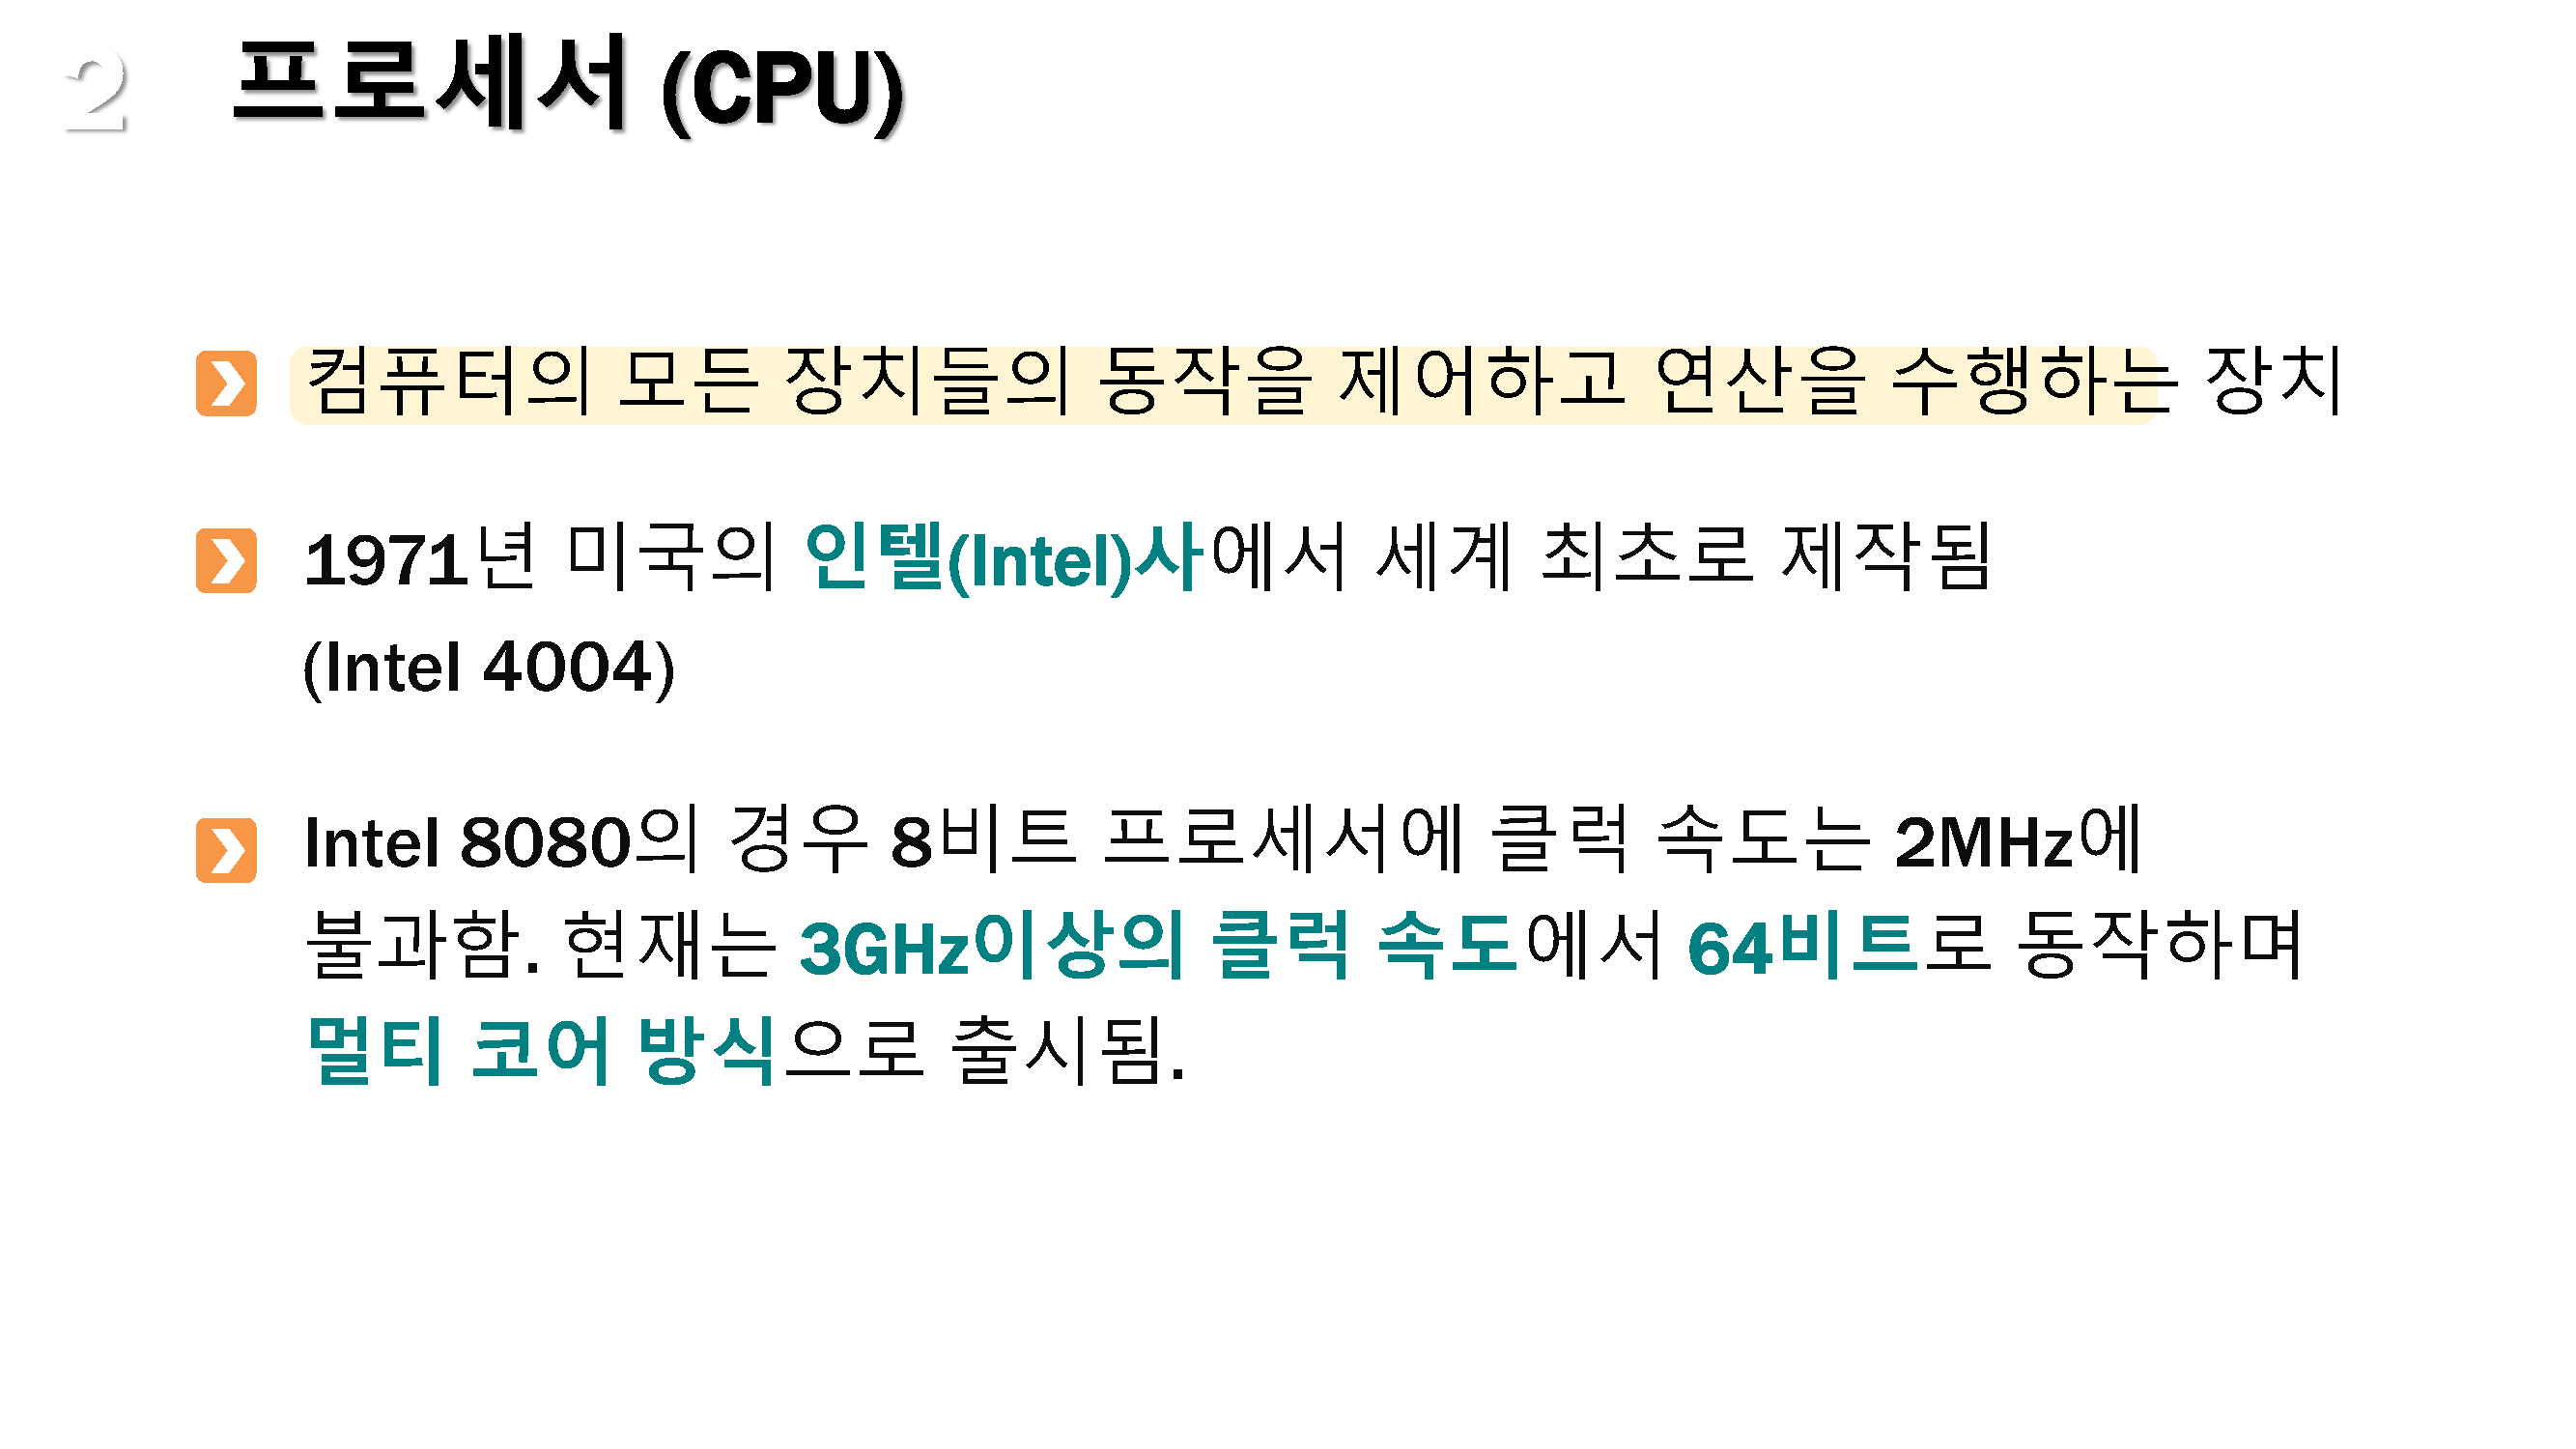 2 프로세서 (CPU)
컴퓨터의 모든 장치들의 동작을 제어하고 연산을 수행하는 장치
1971년 미국의 인텔(Intel)사에서 세계 최초로 제작됨
(Intel 4004)
Intel 8080의 경우 8비트 프로세서에 클럭 속도는 2MHz에
불과함. 현재는 3GHz이상의 클럭 속도에서 64비트로 동작하며
멀티 코어 방식으로 출시됨.